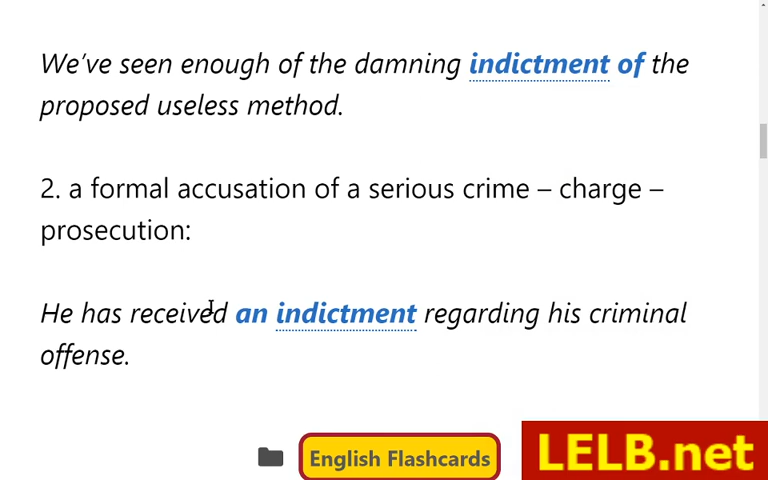 We've seen enough of the damning indictment of the
proposed useless method.
2. a formal accusation of a serious crime – charge –
prosecution:
He has received an indictment regarding his criminal
offense.
English Flashcards
LELB.net